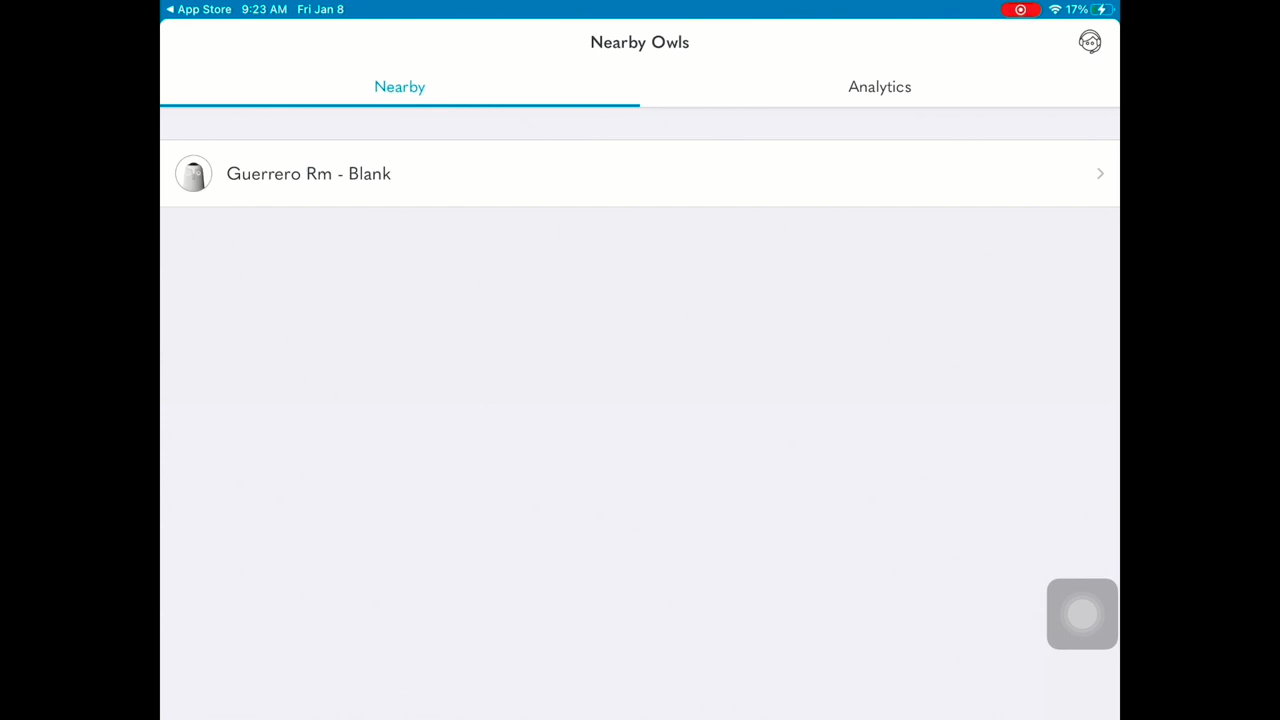 App Store 9:23 AM Fri Jan 8 17%
Nearby Owls
Nearby Analytics
Guerrero Rm - Blank